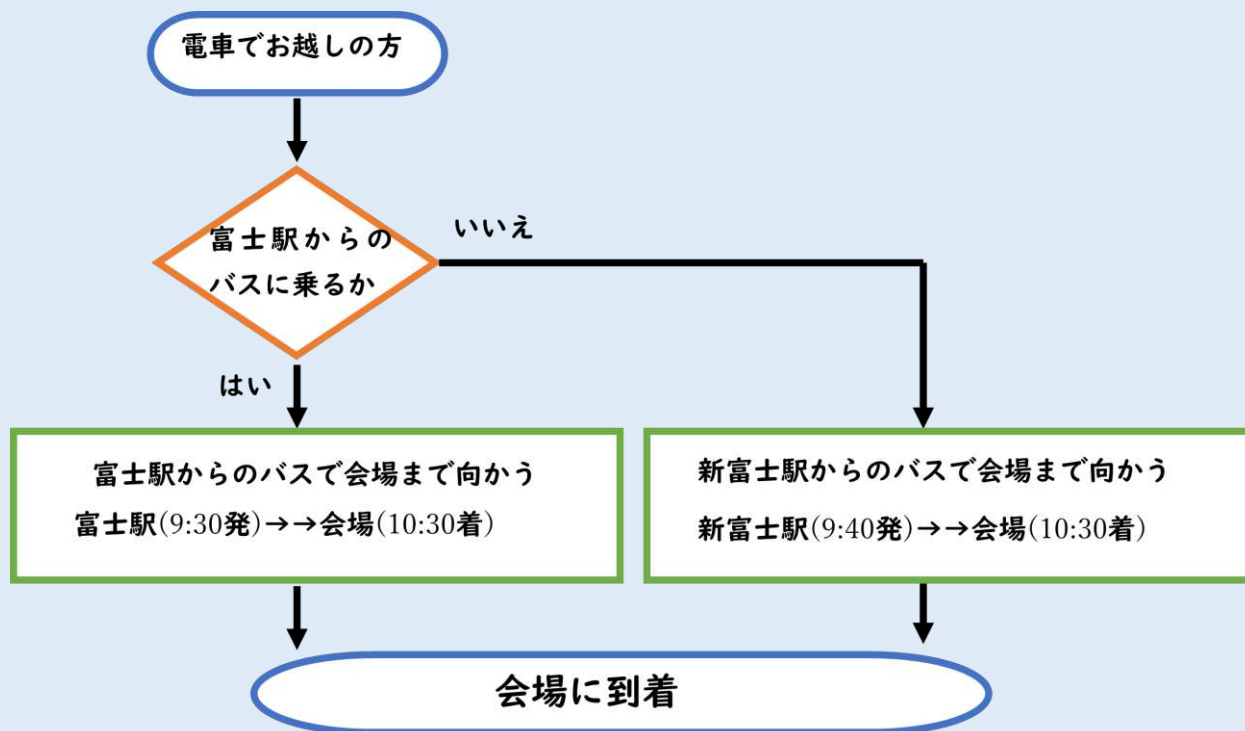 電車でお越しの方
富士駅からの
バスに乗るか
いいえ
はい
富士駅からのバスで会場まで向かう
富士駅(9:30発)→→会場(10:30着)
新富士駅からのバスで会場まで向かう
新富士駅(9:40発)→→会場(10:30着)
会場に到着